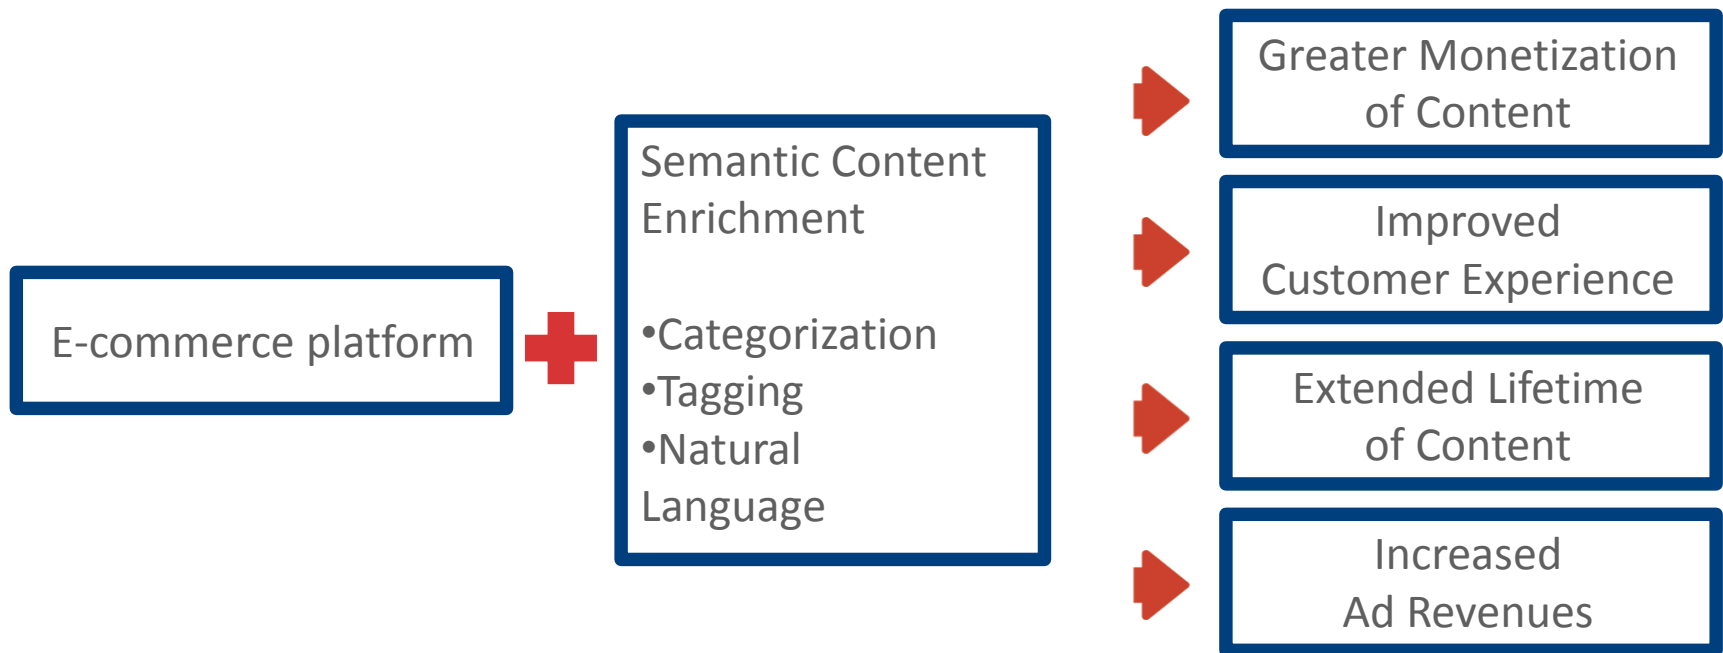 E-commerce platform
Semantic Content
Enrichment
•Categorization
•Tagging
•Natural
Language
Greater Monetization
of Content
Improved
Customer Experience
Extended Lifetime
of Content
Increased
Ad Revenues